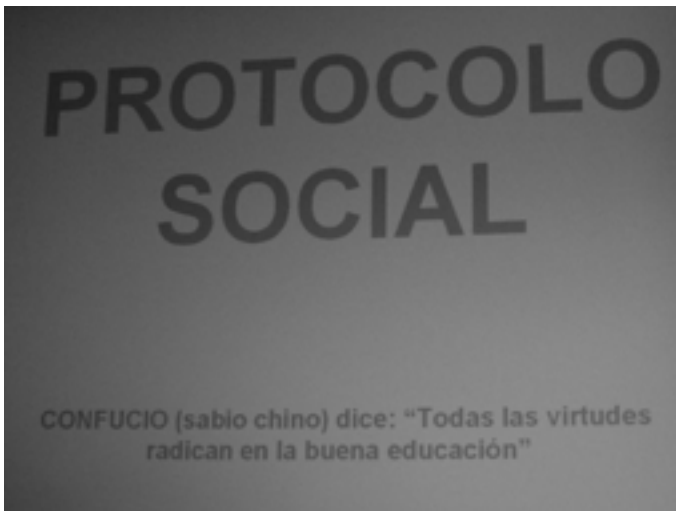 PROTOCOLO
SOCIAL
CONFUCIO (sabio chino) dice: “Todas las virtudes
radican en la buena educación”